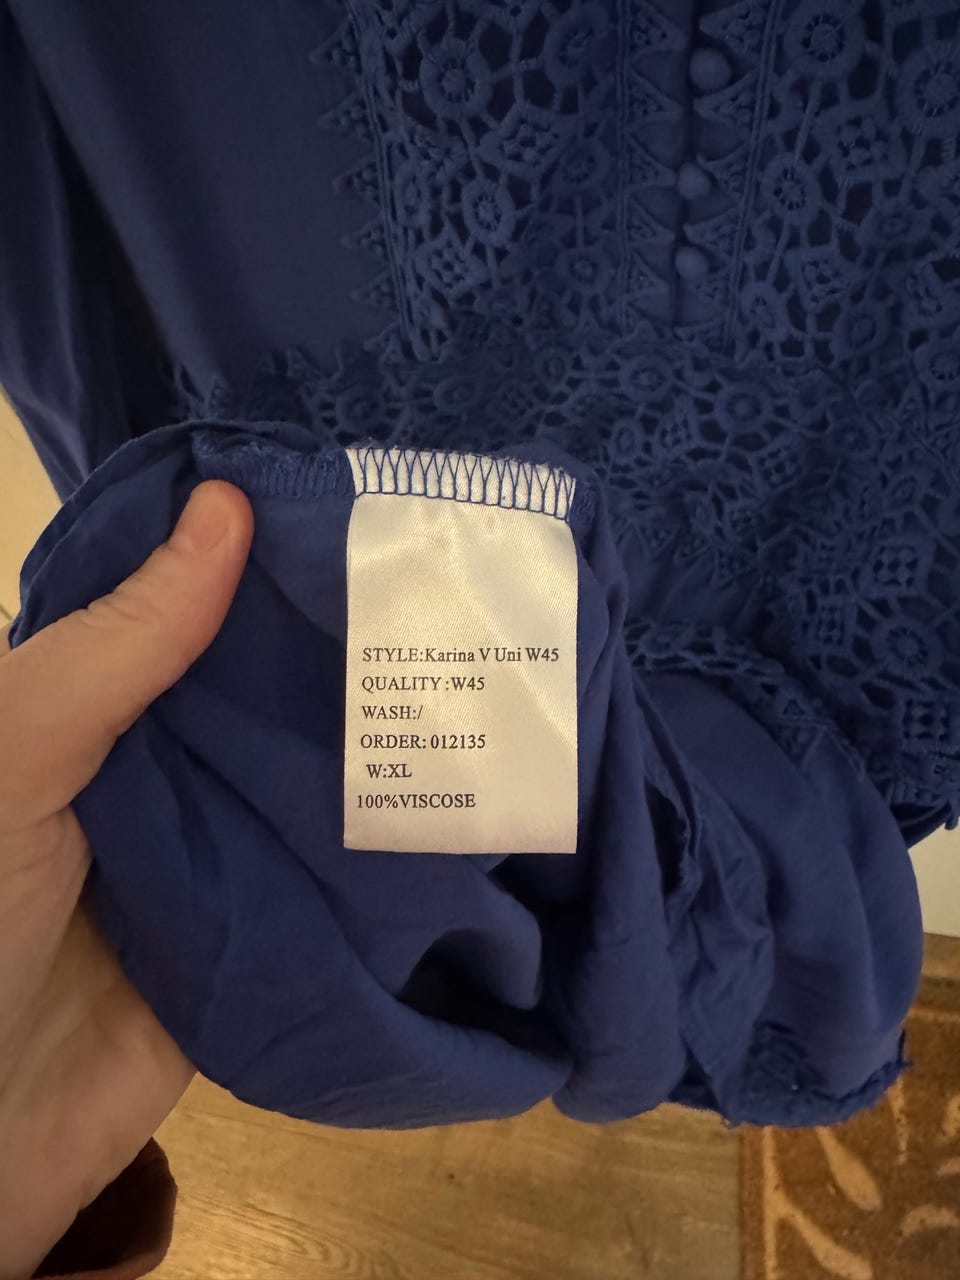 STYLE:Karina V Uni W45
QUALITY :W45
WASH:/
ORDER: 012135
W:XL
100%VISCOSE